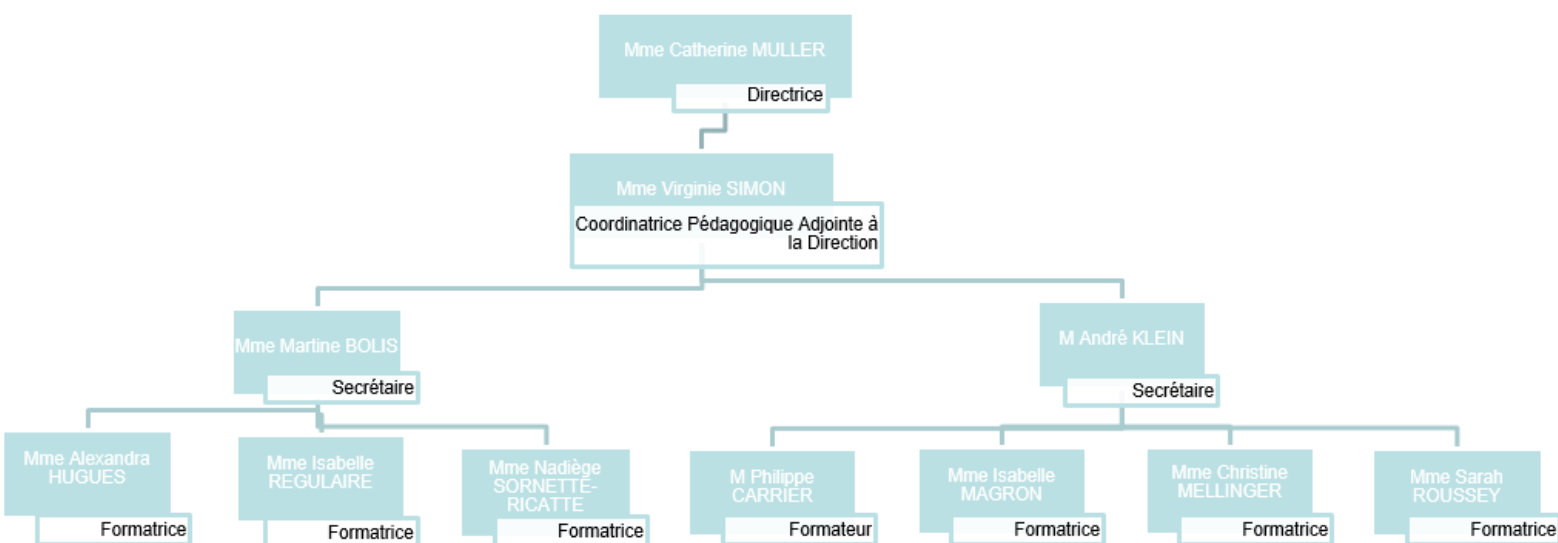 Mme Catherine MULLER
Directrice
Mme Virginie SIMON
Coordinatrice Pédagogique Adjointe à
la Direction
Mme Martine BOLIS
Secrétaire
M André KLEIN
Secrétaire
Mme Alexandra
HUGUES
Formatrice
Mme Isabelle
REGULAIRE
Formatrice
Mme Nadiège
SORNETTE-
RICATTE
Formatrice
M Philippe
CARRIER
Formateur
Mme Isabelle
MAGRON
Formatrice
Mme Christine
MELLINGER
Formatrice
Mme Sarah
ROUSSEY
Formatrice